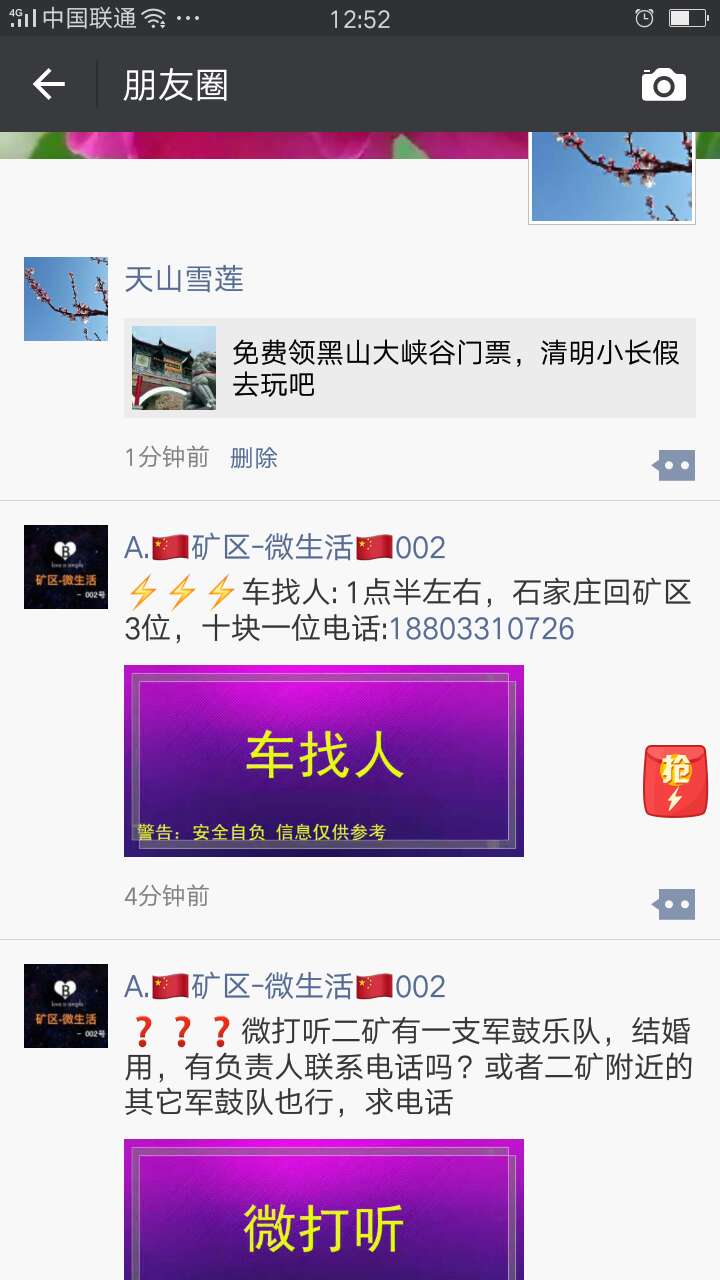 4G 中国联通 ··· 12:52
朋友圈
天山雪莲
免费领黑山大峡谷门票，清明小长假
去玩吧
1分钟前 删除
A.🇨🇳矿区-微生活🇨🇳002
B
love is simple
矿区-微生活
- 002号
⚡⚡⚡车找人: 1点半左右，石家庄回矿区
3位，十块一位电话:18803310726
车找人
警告：安全自负 信息仅供参考
抢
4分钟前
A.🇨🇳矿区-微生活🇨🇳002
B
love is simple
矿区-微生活
- 002号
❓❓❓微打听二矿有一支军鼓乐队，结婚
用，有负责人联系电话吗？或者二矿附近的
其它军鼓队也行，求电话
微打听